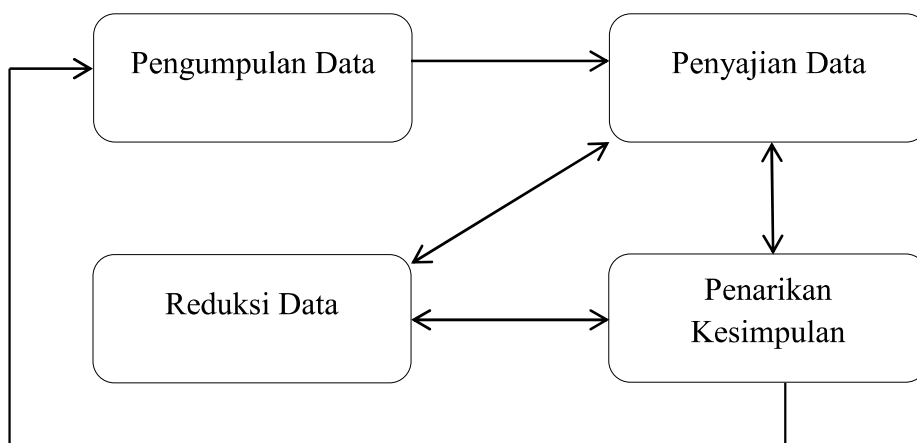 Pengumpulan Data
Penyajian Data
Reduksi Data
Penarikan
Kesimpulan